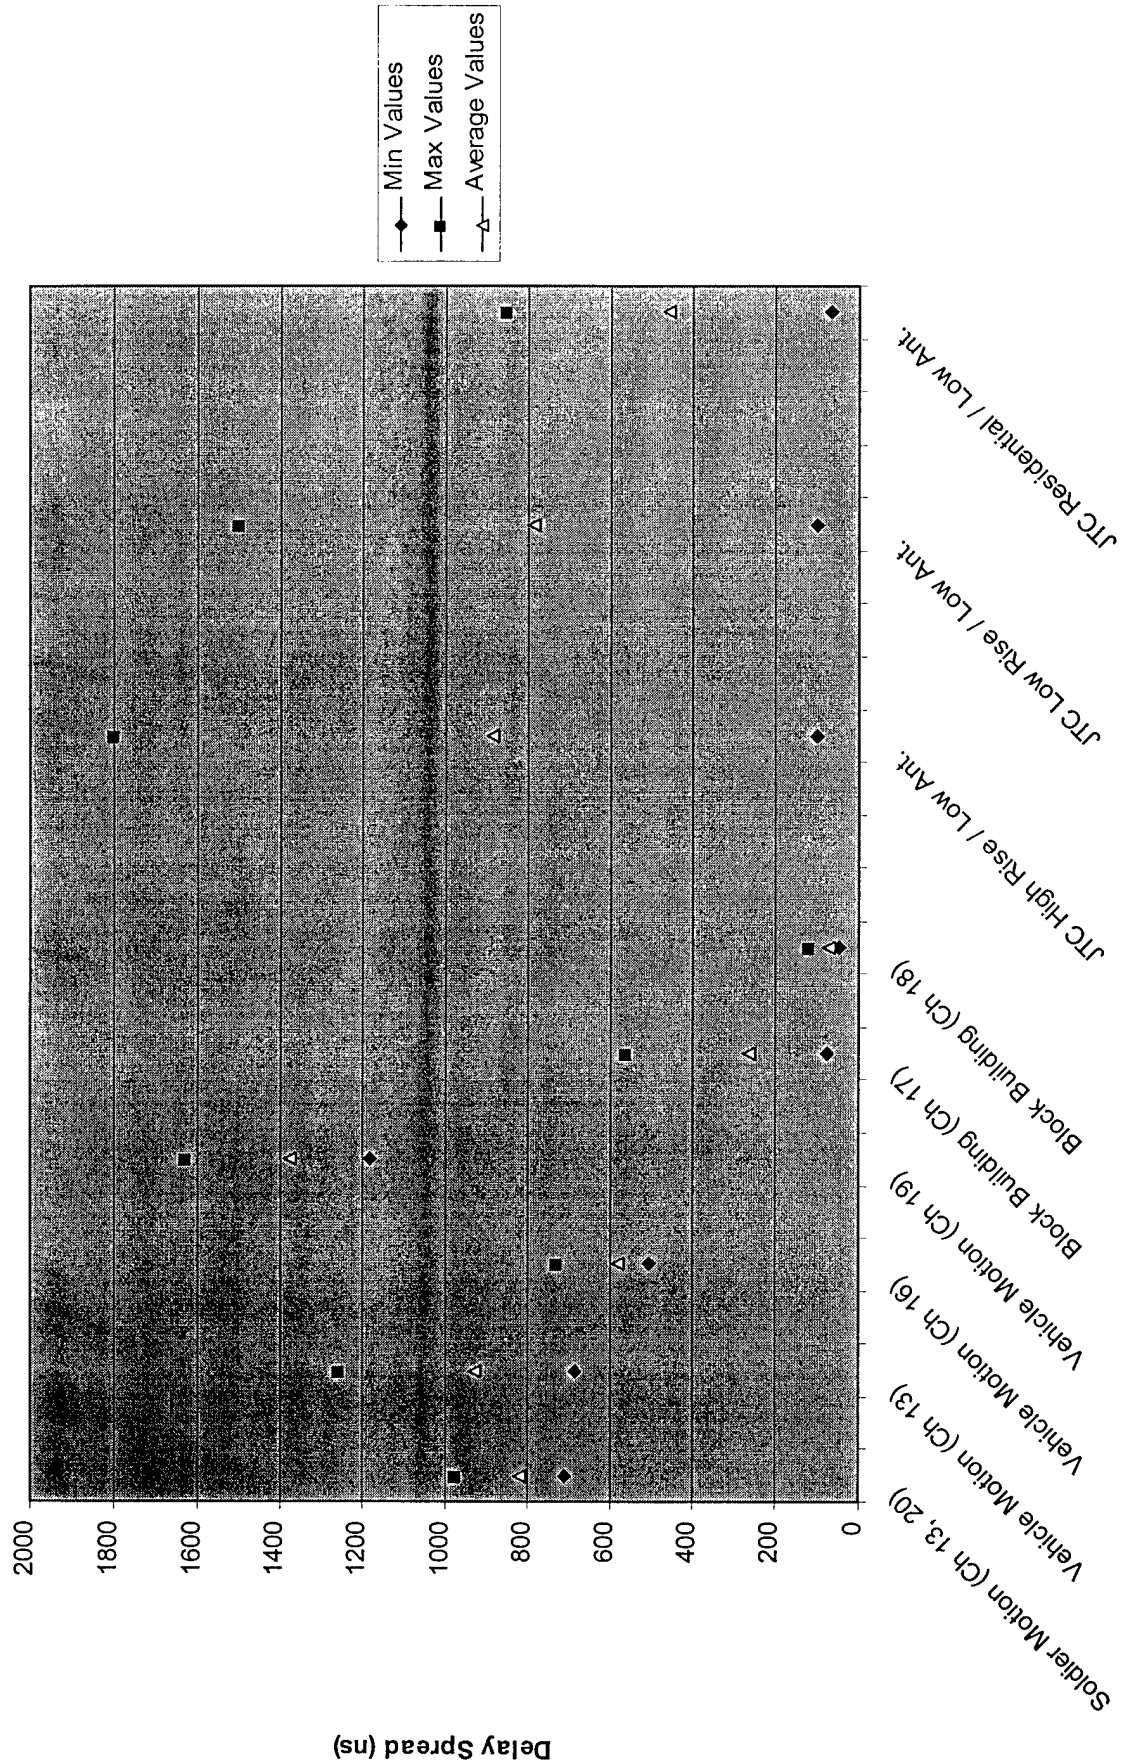 Delay Spread (ns)
2000
1800
1600
1400
1200
1000
800
600
400
200
0
Soldier Motion (Ch 13, 20)
Vehicle Motion (Ch 13)
Vehicle Motion (Ch 16)
Vehicle Motion (Ch 19)
Block Building (Ch 17)
Block Building (Ch 18)
JTC High Rise / Low Ant.
JTC Low Rise / Low Ant.
JTC Residential / Low Ant.
Min Values
Max Values
Average Values